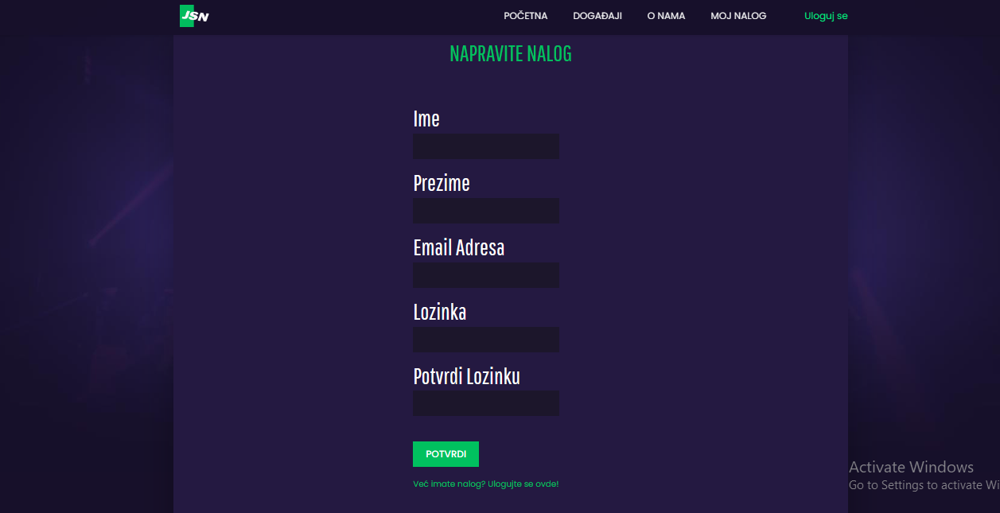 JSN
POČETNA
DOGAĐAJI
O NAMA
MOJ NALOG
Uloguj se
NAPRAVITE NALOG
Ime
Prezime
Email Adresa
Lozinka
Potvrdi Lozinku
POTVRDI
Već imate nalog? Ulogujte se ovde!
Activate Windows
Go to Settings to activate Wi